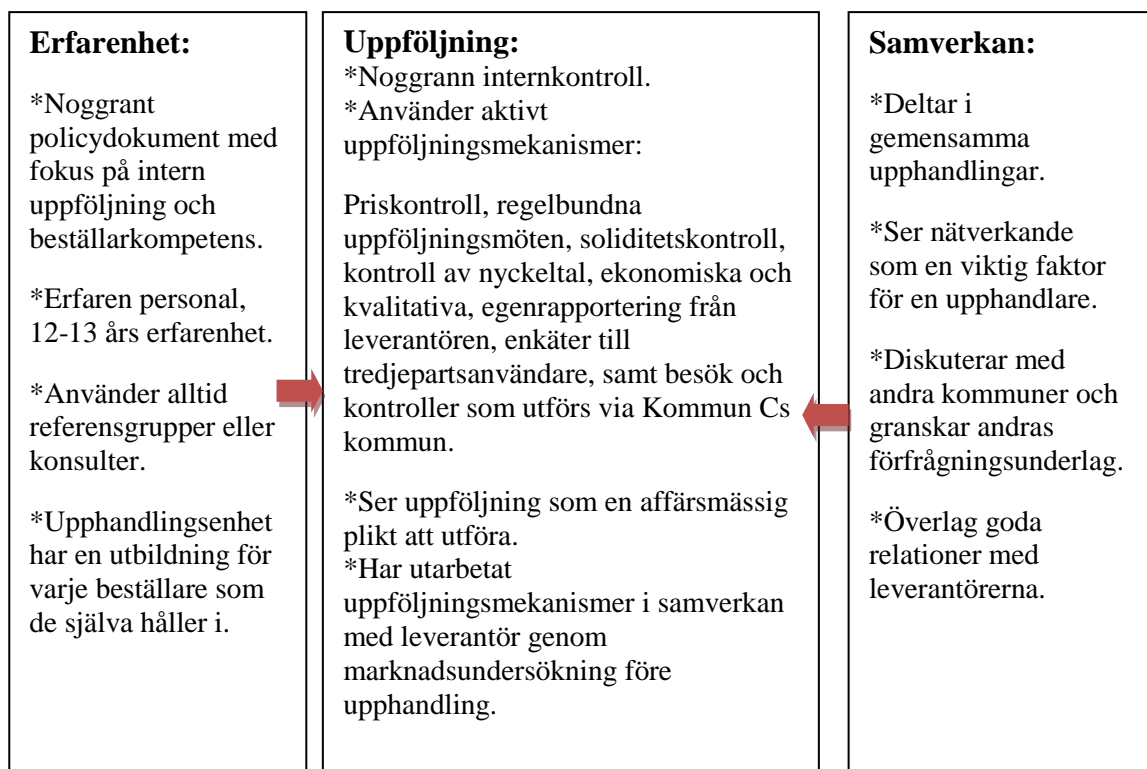 Erfarenhet:
*Noggrant
policydokument med
fokus på intern
uppföljning och
beställarkompetens.
*Erfaren personal,
12-13 års erfarenhet.
*Använder alltid
referensgrupper eller
konsulter.
*Upphandlingsenhet
har en utbildning för
varje beställare som
de själva håller i.
Uppföljning:
*Noggrann internkontroll.
*Använder aktivt
uppföljningsmekanismer:
Priskontroll, regelbundna
uppföljningsmöten, soliditetskontroll,
kontroll av nyckeltal, ekonomiska och
kvalitativa, egenrapportering från
leverantören, enkäter till
tredjepartsanvändare, samt besök och
kontroller som utförs via Kommun Cs
kommun.
*Ser uppföljning som en affärsmässig
plikt att utföra.
*Har utarbetat
uppföljningsmekanismer i samverkan
med leverantör genom
marknadsundersökning före
upphandling.
Samverkan:
*Deltar i
gemensamma
upphandlingar.
*Ser nätverkande
som en viktig faktor
för en upphandlare.
*Diskuterar med
andra kommuner och
granskar andras
förfrågningsunderlag.
*Överlag goda
relationer med
leverantörerna.